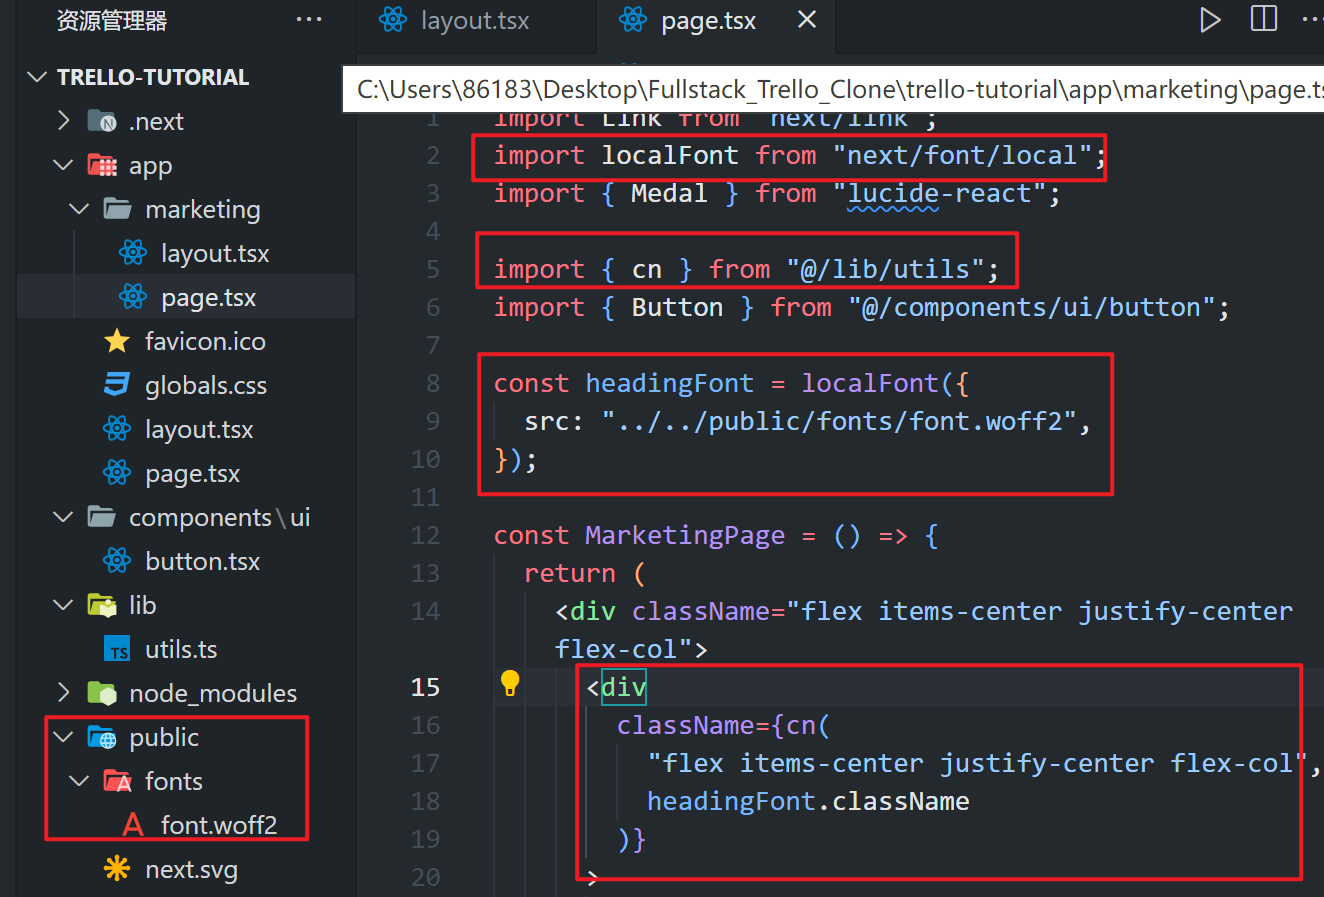 资源管理器 ···
layout.tsx
page.tsx ×
TRELLO-TUTORIAL
.next
app
marketing
layout.tsx
page.tsx
favicon.ico
globals.css
layout.tsx
page.tsx
components\ui
button.tsx
lib
TS utils.ts
node_modules
public
fonts
A font.woff2
next.svg
C:\Users\86183\Desktop\Fullstack_Trello_Clone\trello-tutorial\app\marketing\page.ts
1 import Link from "next/link";
2 import localFont from "next/font/local";
3 import { Medal } from "lucide-react";
4
5 import { cn } from "@/lib/utils";
6 import { Button } from "@/components/ui/button";
7
8 const headingFont = localFont({
9 src: "../../public/fonts/font.woff2",
10 });
11
12 const MarketingPage = () => {
13 return (
14 <div className="flex items-center justify-center
flex-col">
15 <div
16 className={cn(
17 "flex items-center justify-center flex-col",
18 headingFont.className
19 )}
20 >